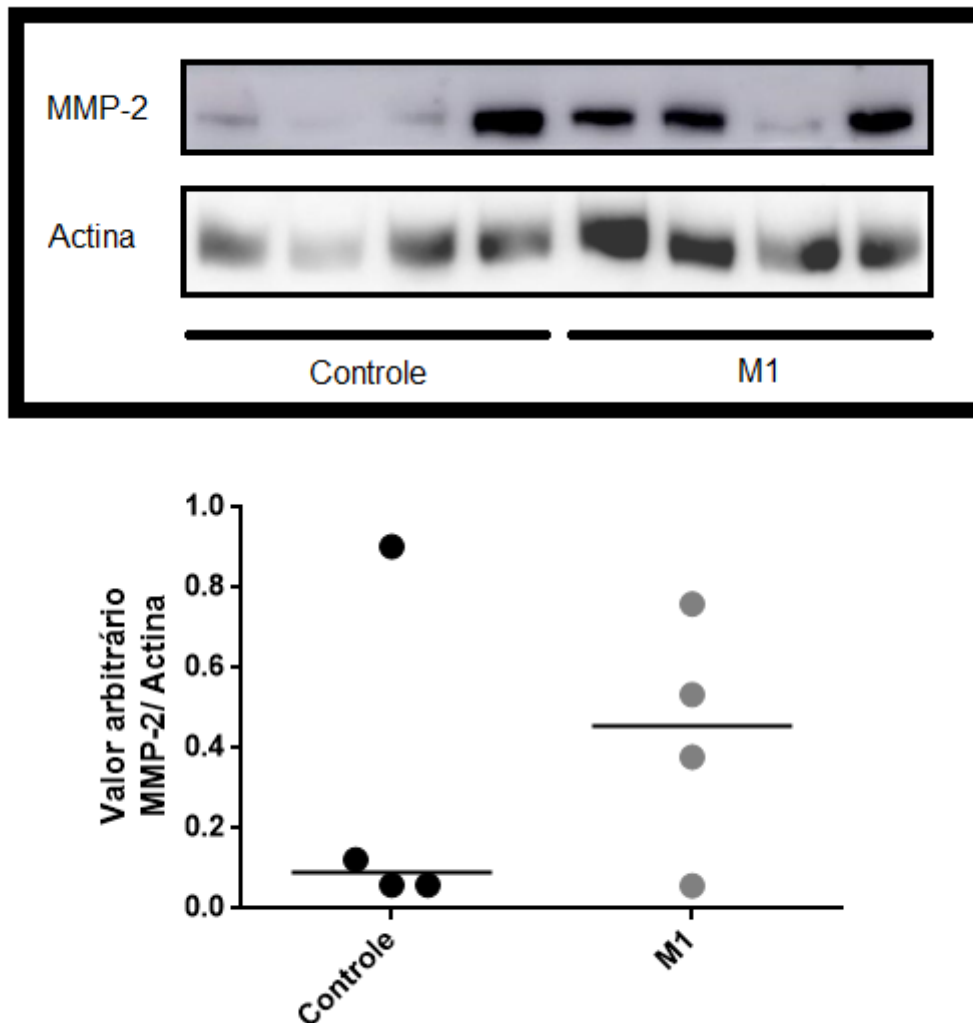 MMP-2
Actina
Controle M1
1.0
0.8
0.6
0.4
0.2
0.0
Valor arbitrário
MMP-2/ Actina
Controle
M1